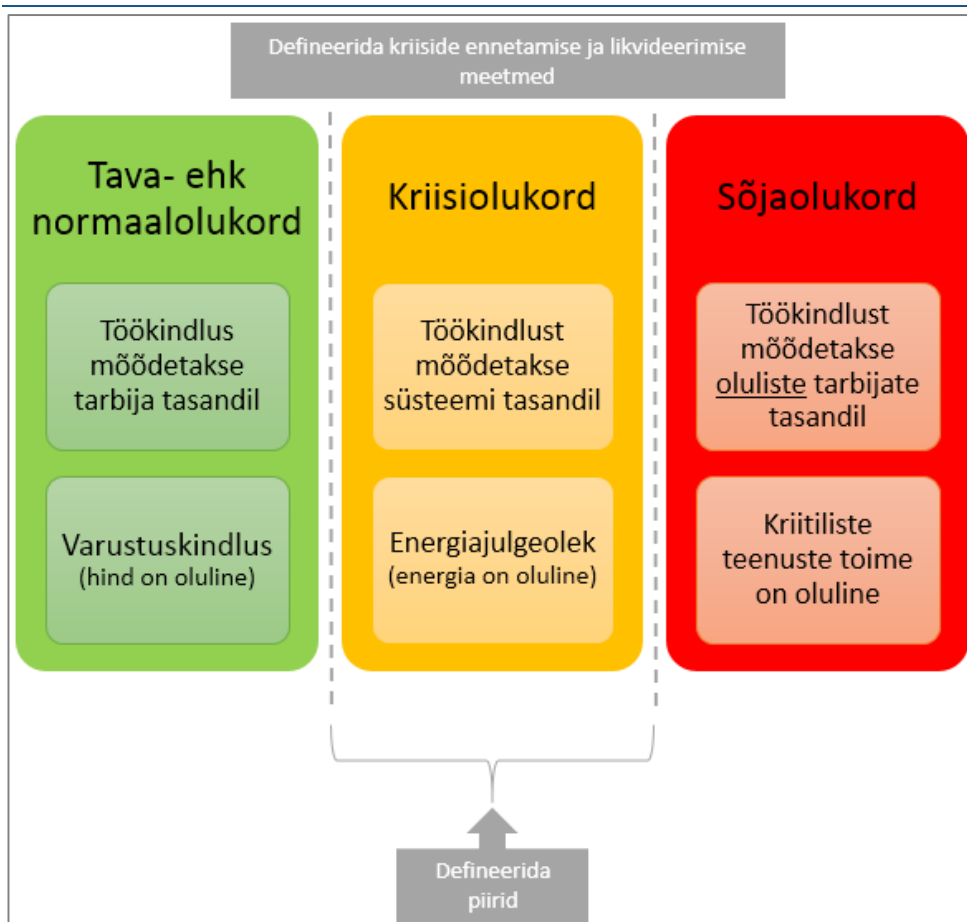 Defineerida kriiside ennetamise ja likvideerimise
meetmed
Tava- ehk
normaalolukord
Töökindlus
mõõdetakse
tarbija tasandil
Varustuskindlus
(hind on oluline)
Kriisiolukord
Töökindlust
mõõdetakse
süsteemi tasandil
Energiajulgeolek
(energia on oluline)
Sõjaolukord
Töökindlust
mõõdetakse
oluliste tarbijate
tasandil
Kriitiliste
teenuste toime
on oluline
Defineerida
piirid